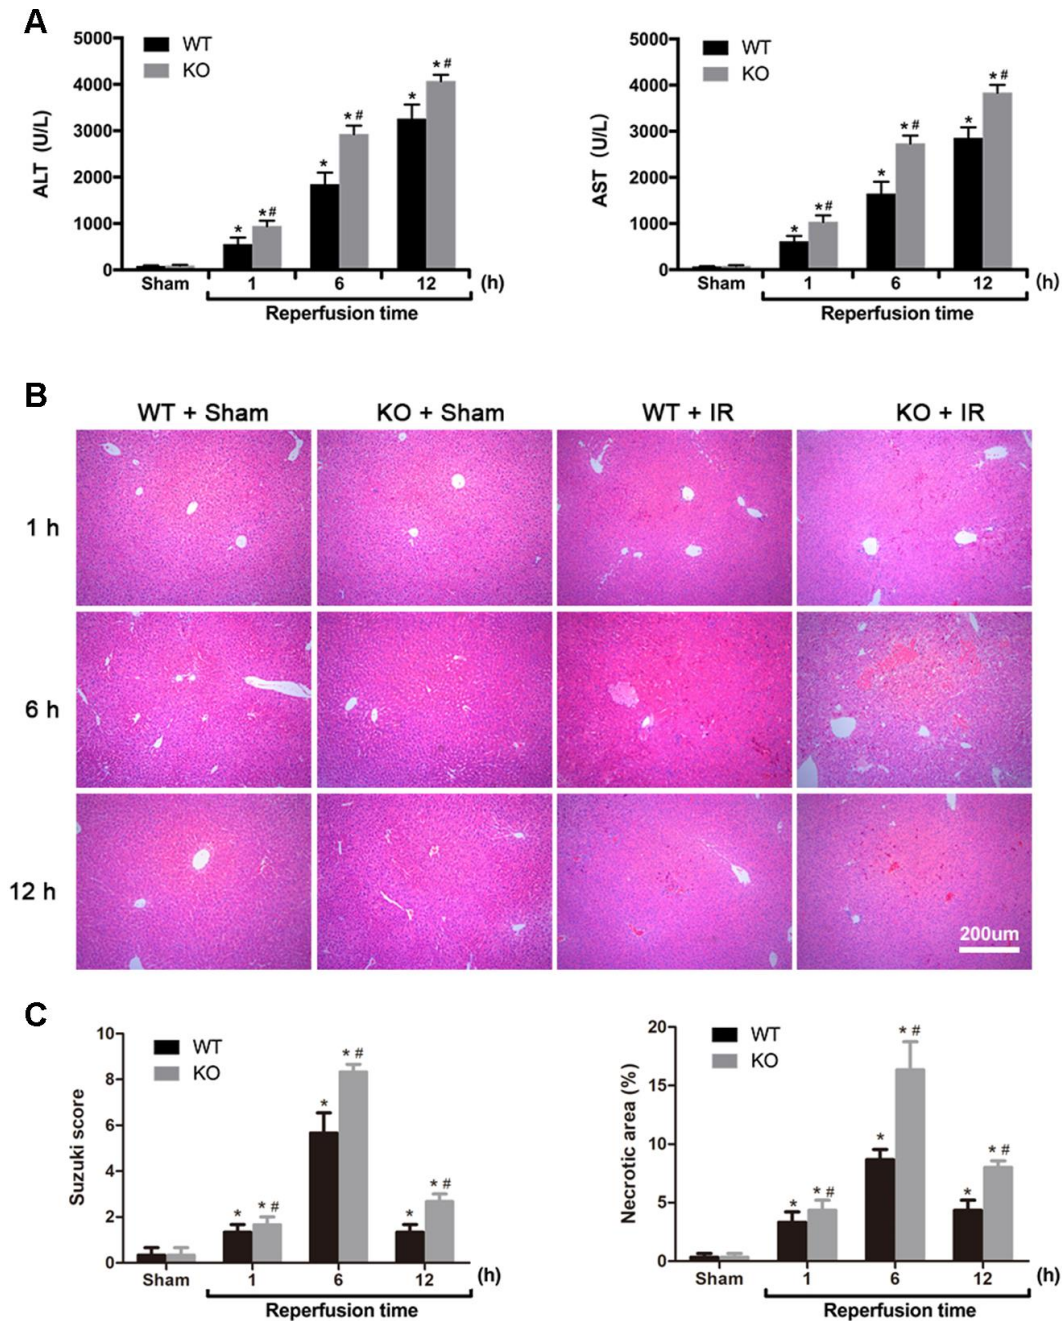 A
5000
4000
3000
2000
1000
0
ALT (U/L)
WT
KO
*
*#
*
*#
*
*#
Sham 1 6 12 (h)
Reperfusion time
5000
4000
3000
2000
1000
0
AST (U/L)
WT
KO
*
*#
*
*#
*
*#
Sham 1 6 12 (h)
Reperfusion time
B
WT + Sham KO + Sham WT + IR KO + IR
1 h
6 h
12 h
200um
C
10
8
6
4
2
0
Suzuki score
WT
KO
*
* #
*
* #
*
* #
Sham 1 6 12 (h)
Reperfusion time
20
15
10
5
0
Necrotic area (%)
WT
KO
*
* #
*
* #
*
* #
Sham 1 6 12 (h)
Reperfusion time